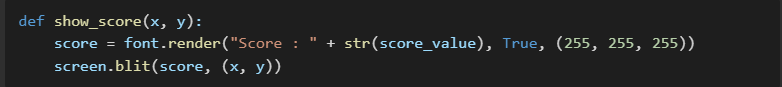 def show_score(x, y):
    score = font.render("Score : " + str(score_value), True, (255, 255, 255))
    screen.blit(score, (x, y))